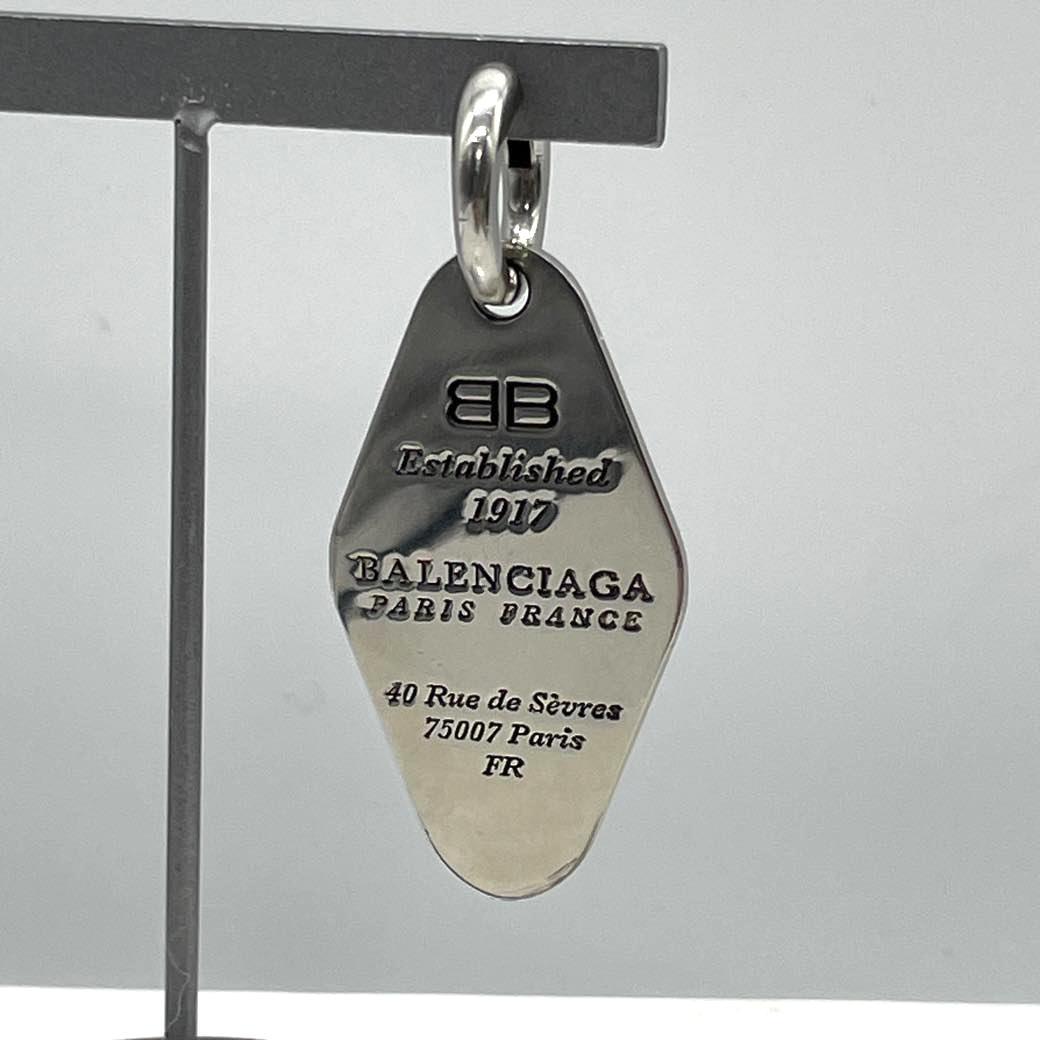 BB
Established
1917
BALENCIAGA
PARIS FRANCE
40 Rue de Sèvres
75007 Paris
FR